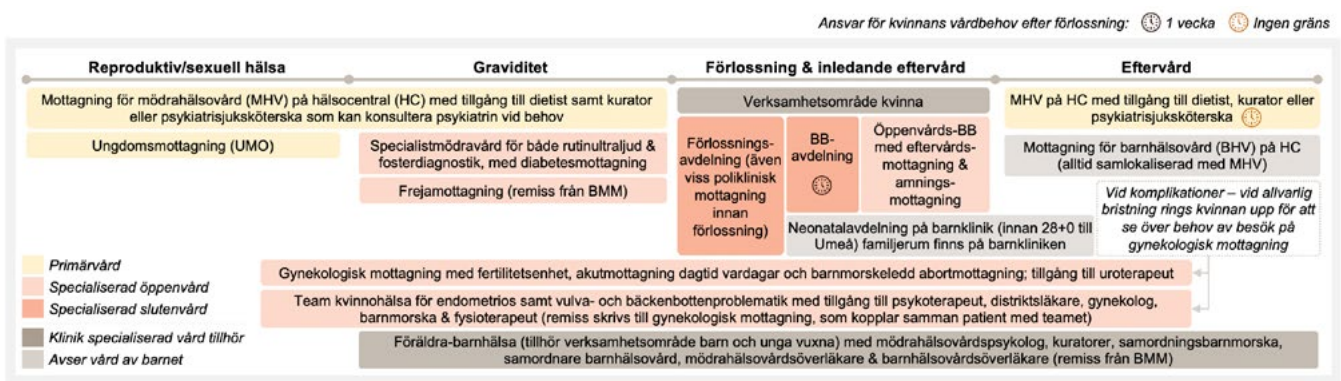 Ansvar för kvinnans vårdbehov efter förlossning: 1 vecka Ingen gräns
Reproduktiv/sexuell hälsa
Graviditet
Förlossning & inledande eftervård
Eftervård
Mottagning för mödrahälsovård (MHV) på hälsocentral (HC) med tillgång till dietist samt kurator
eller psykiatrisjuksköterska som kan konsultera psykiatrin vid behov
Ungdomsmottagning (UMO)
Specialistmödravård för både rutinultraljud &
fosterdiagnostik, med diabetesmottagning
Frejamottagning (remiss från BMM)
Verksamhetsområde kvinna
Förlossnings-
avdelning (även
viss poliklinisk
mottagning
innan
förlossning)
BB-
avdelning
Öppenvårds-BB
med eftervårds-
mottagning &
amnings-
mottagning
Neonatalavdelning på barnklinik (innan 28+0 till
Umeå) familjerum finns på barnkliniken
MHV på HC med tillgång till dietist, kurator eller
psykiatrisjuksköterska
Mottagning för barnhälsovård (BHV) på HC
(alltid samlokaliserad med MHV)
Vid komplikationer – vid allvarlig
bristning rings kvinnan upp för att
se över behov av besök på
gynekologisk mottagning
Gynekologisk mottagning med fertilitetsenhet, akutmottagning dagtid vardagar och barnmorskeledd abortmottagning; tillgång till uroterapeut
Team kvinnohälsa för endometrios samt vulva- och bäckenbottenproblematik med tillgång till psykoterapeut, distriktsläkare, gynekolog,
barnmorska & fysioterapeut (remiss skrivs till gynekologisk mottagning, som kopplar samman patient med teamet)
Föräldra-barnhälsa (tillhör verksamhetsområde barn och unga vuxna) med mödrahälsovårdspsykolog, kuratorer, samordningsbarnmorska,
samordnare barnhälsovård, mödrahälsovårdsöverläkare & barnhälsovårdsöverläkare (remiss från BMM)
Primärvård
Specialiserad öppenvård
Specialiserad slutenvård
Klinik specialiserad vård tillhör
Avser vård av barnet